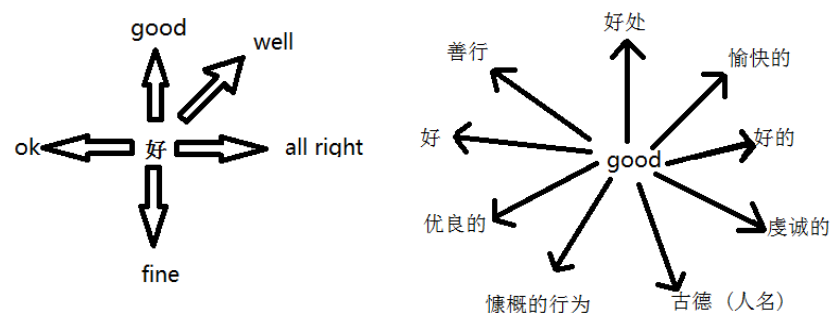 good
well
ok
好
all right
fine
好处
善行
愉快的
好
good
好的
优良的
虔诚的
慷概的行为
古德（人名）